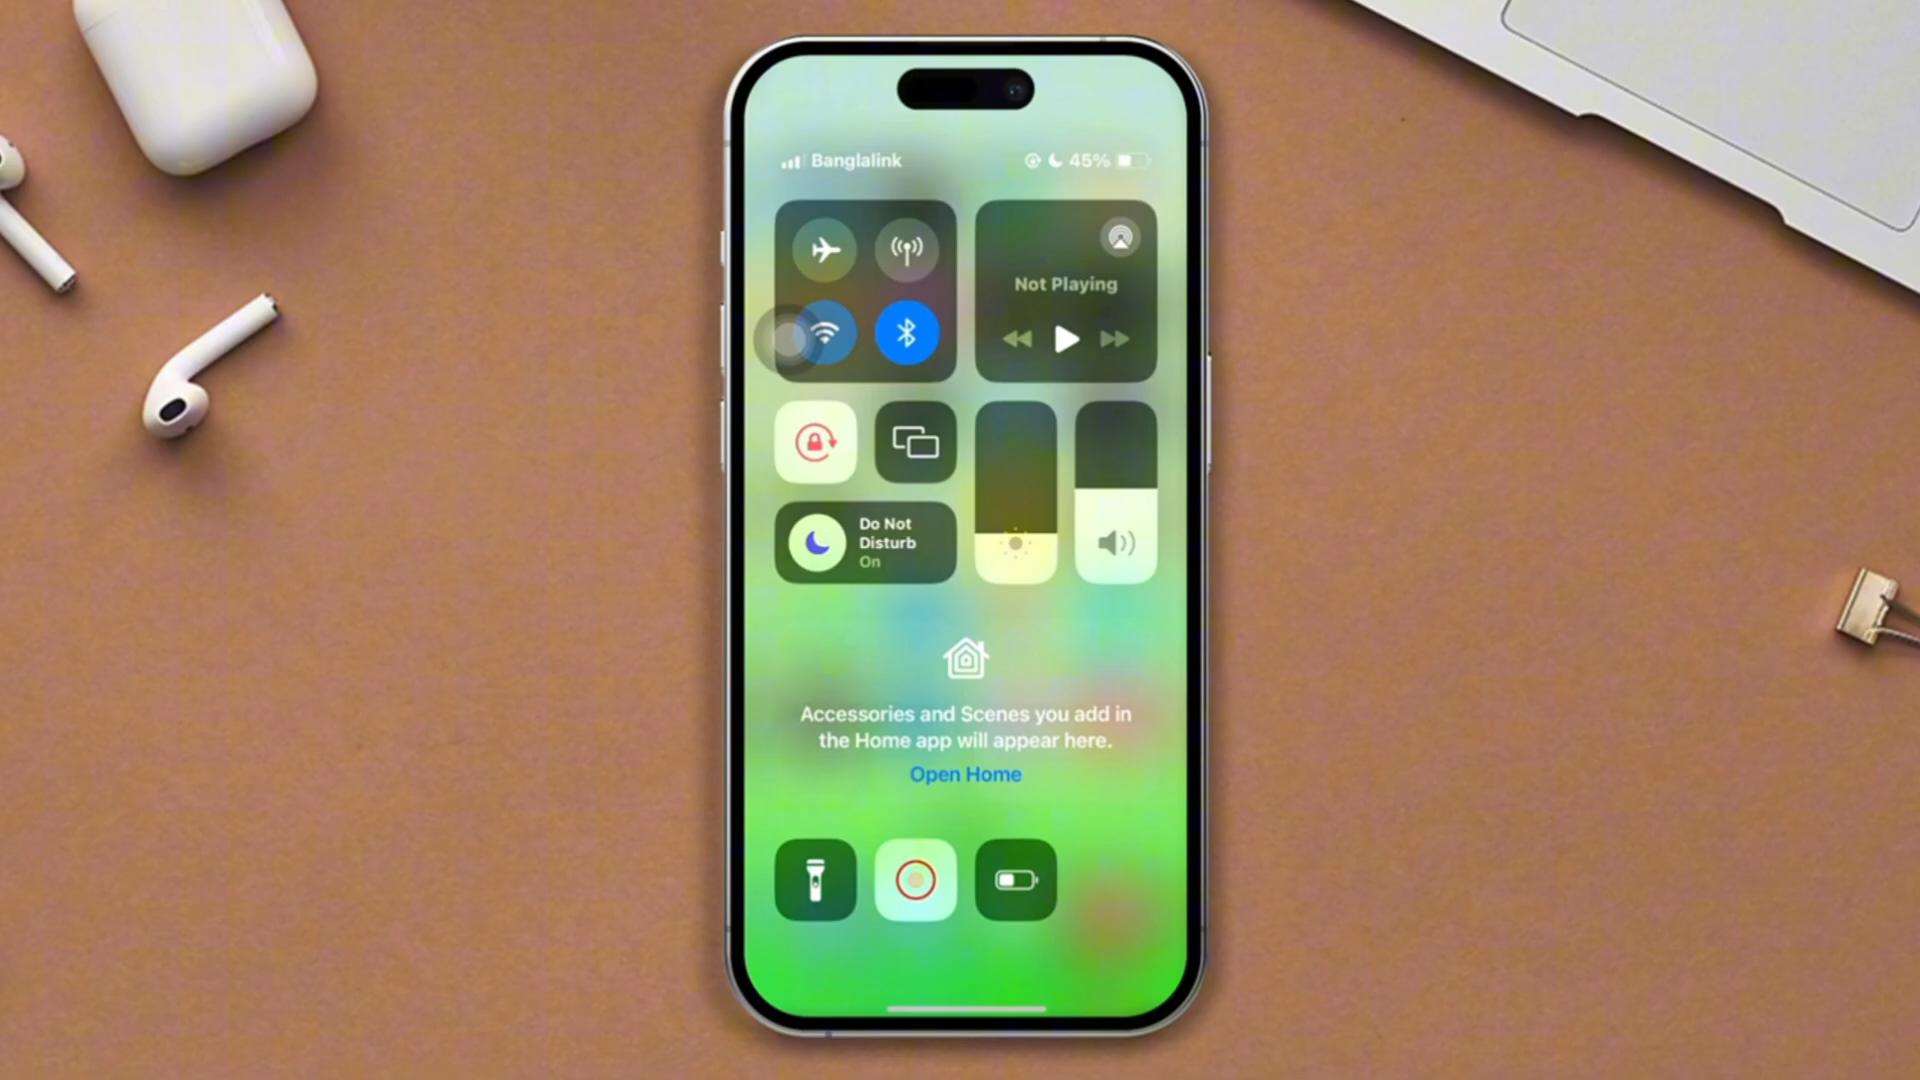 Banglalink
45%
Not Playing
Do Not
Disturb
On
Accessories and Scenes you add in
the Home app will appear here.
Open Home